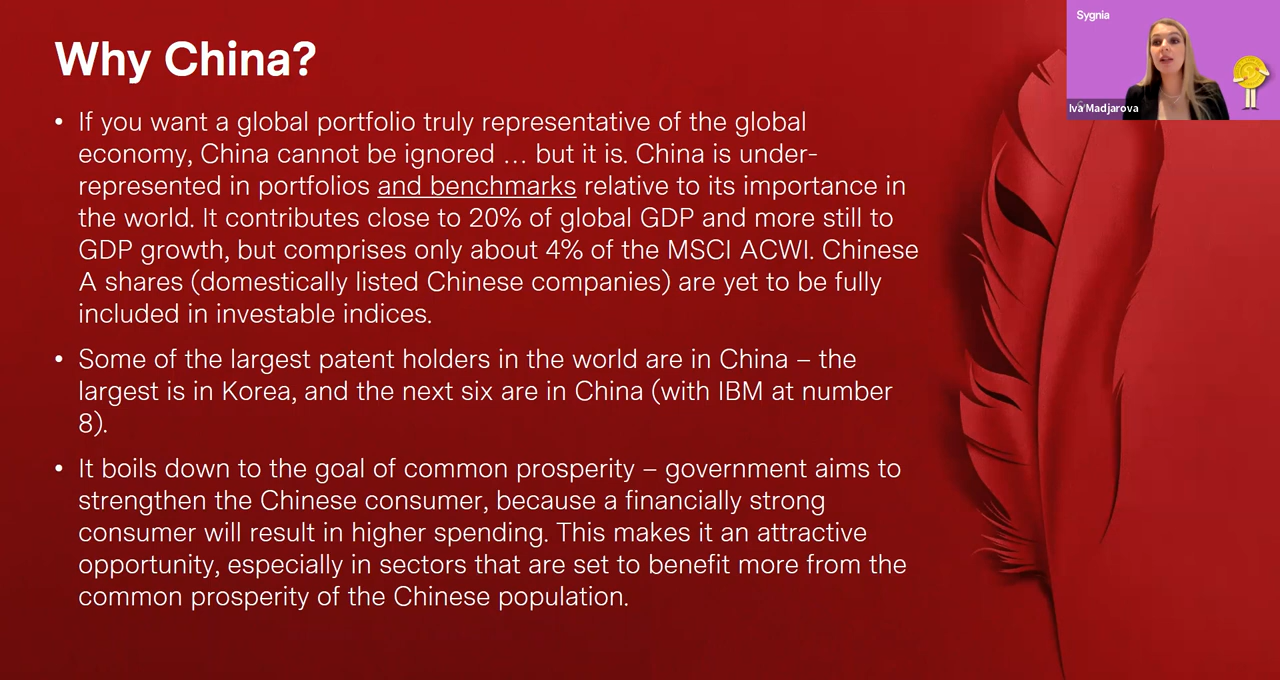 Why China?
• If you want a global portfolio truly representative of the global
economy, China cannot be ignored … but it is. China is under-
represented in portfolios and benchmarks relative to its importance in
the world. It contributes close to 20% of global GDP and more still to
GDP growth, but comprises only about 4% of the MSCI ACWI. Chinese
A shares (domestically listed Chinese companies) are yet to be fully
included in investable indices.
• Some of the largest patent holders in the world are in China – the
largest is in Korea, and the next six are in China (with IBM at number
8).
• It boils down to the goal of common prosperity – government aims to
strengthen the Chinese consumer, because a financially strong
consumer will result in higher spending. This makes it an attractive
opportunity, especially in sectors that are set to benefit more from the
common prosperity of the Chinese population.
Sygnia
Iva Madjarova